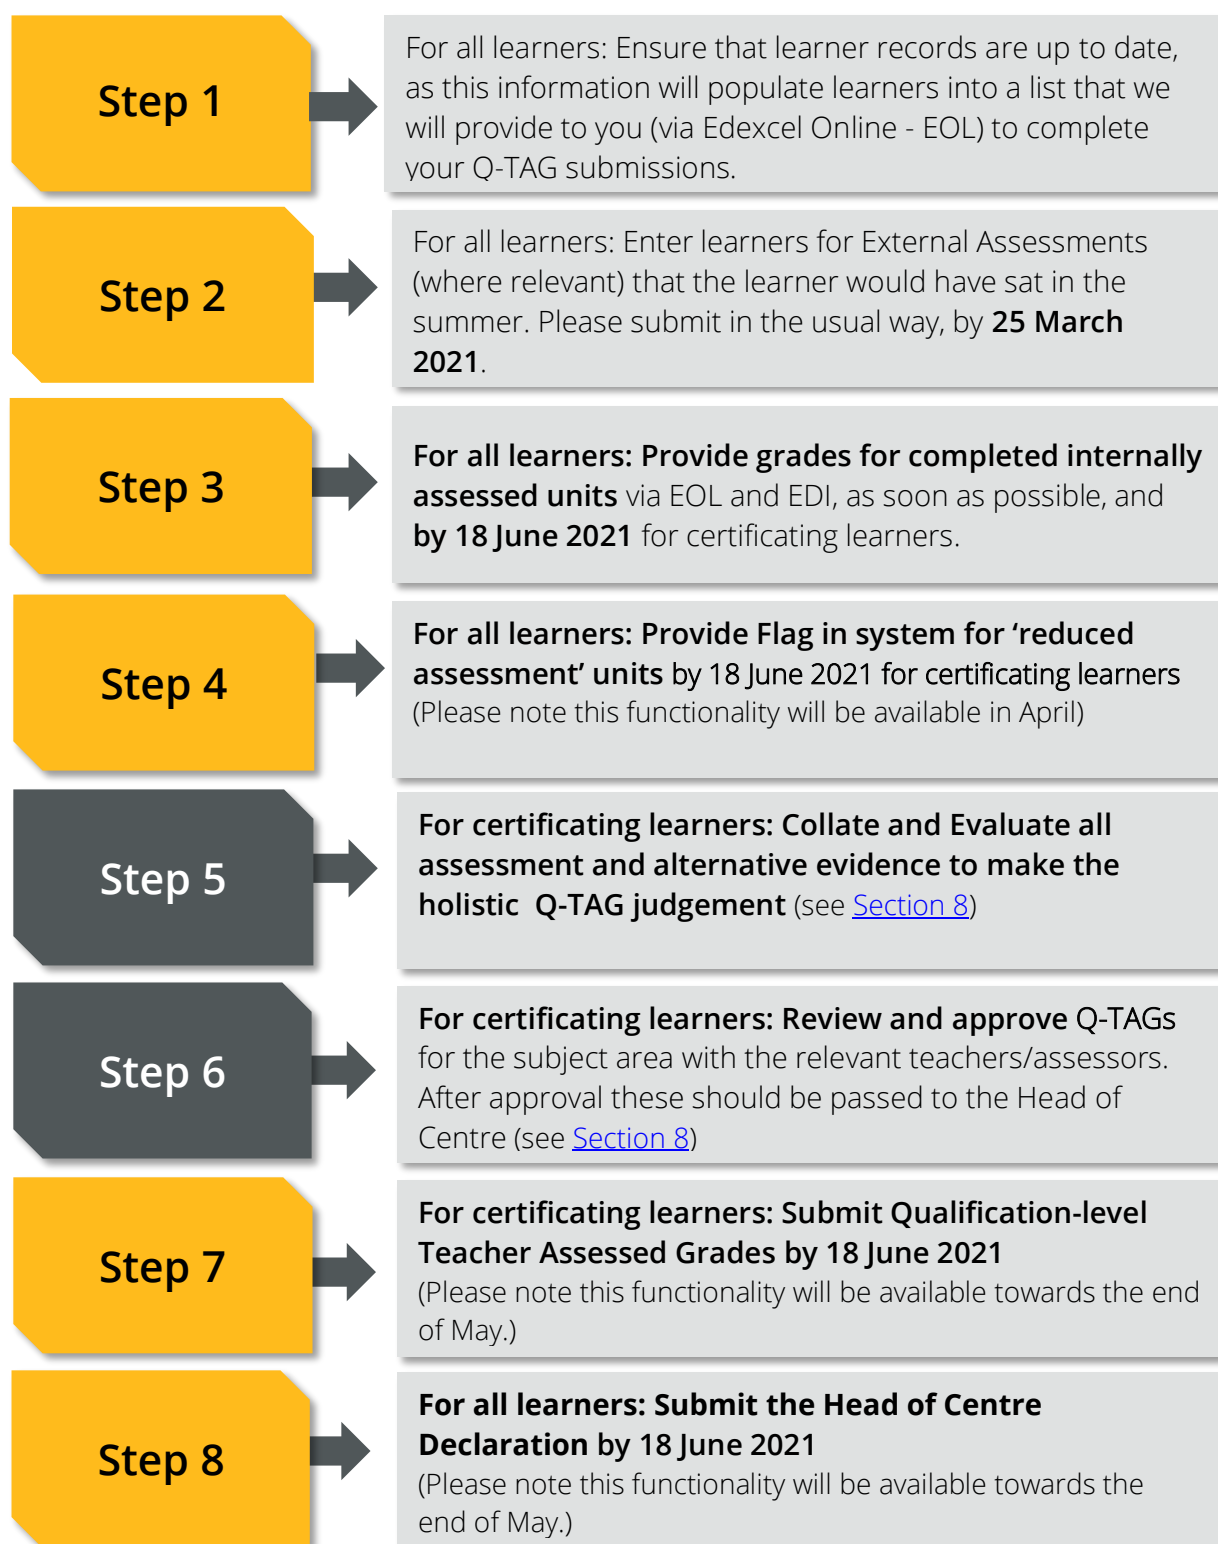 Step 1
For all learners: Ensure that learner records are up to date,
as this information will populate learners into a list that we
will provide to you (via Edexcel Online - EOL) to complete
your Q-TAG submissions.
Step 2
For all learners: Enter learners for External Assessments
(where relevant) that the learner would have sat in the
summer. Please submit in the usual way, by 25 March
2021.
Step 3
For all learners: Provide grades for completed internally
assessed units via EOL and EDI, as soon as possible, and
by 18 June 2021 for certificating learners.
Step 4
For all learners: Provide Flag in system for ‘reduced
assessment’ units by 18 June 2021 for certificating learners
(Please note this functionality will be available in April)
Step 5
For certificating learners: Collate and Evaluate all
assessment and alternative evidence to make the
holistic Q-TAG judgement (see Section 8)
Step 6
For certificating learners: Review and approve Q-TAGs
for the subject area with the relevant teachers/assessors.
After approval these should be passed to the Head of
Centre (see Section 8)
Step 7
For certificating learners: Submit Qualification-level
Teacher Assessed Grades by 18 June 2021
(Please note this functionality will be available towards the end
of May.)
Step 8
For all learners: Submit the Head of Centre
Declaration by 18 June 2021
(Please note this functionality will be available towards the
end of May.)